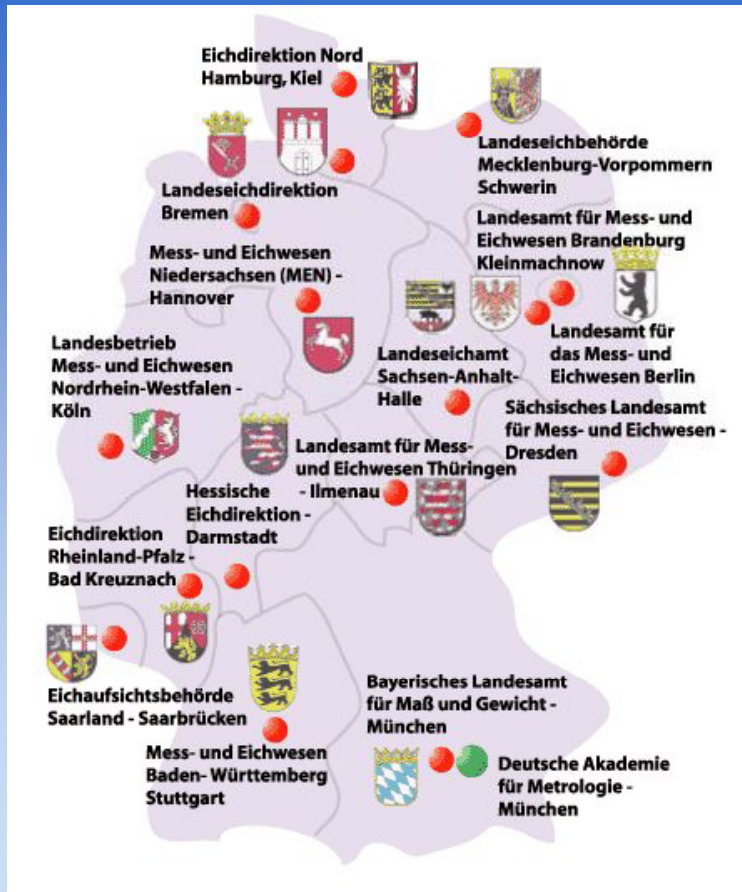 Eichdirektion Nord
Hamburg, Kiel
Landeseichbehörde
Mecklenburg-Vorpommern
Schwerin
Landeseichdirektion
Bremen
Landesamt für Mess- und
Eichwesen Brandenburg
Kleinmachnow
Mess- und Eichwesen
Niedersachsen (MEN) -
Hannover
Landesamt für
das Mess- und
Eichwesen Berlin
Landesbetrieb
Mess- und Eichwesen
Nordrhein-Westfalen -
Köln
Landeseichamt
Sachsen-Anhalt-
Halle
Sächsisches Landesamt
für Mess- und Eichwesen -
Dresden
Landesamt für Mess-
und Eichwesen Thüringen
- Ilmenau
Hessische
Eichdirektion -
Darmstadt
Eichdirektion
Rheinland-Pfalz -
Bad Kreuznach
Eichaufsichtsbehörde
Saarland - Saarbrücken
Bayerisches Landesamt
für Maß und Gewicht -
München
Mess- und Eichwesen
Baden- Württemberg
Stuttgart
Deutsche Akademie
für Metrologie -
München